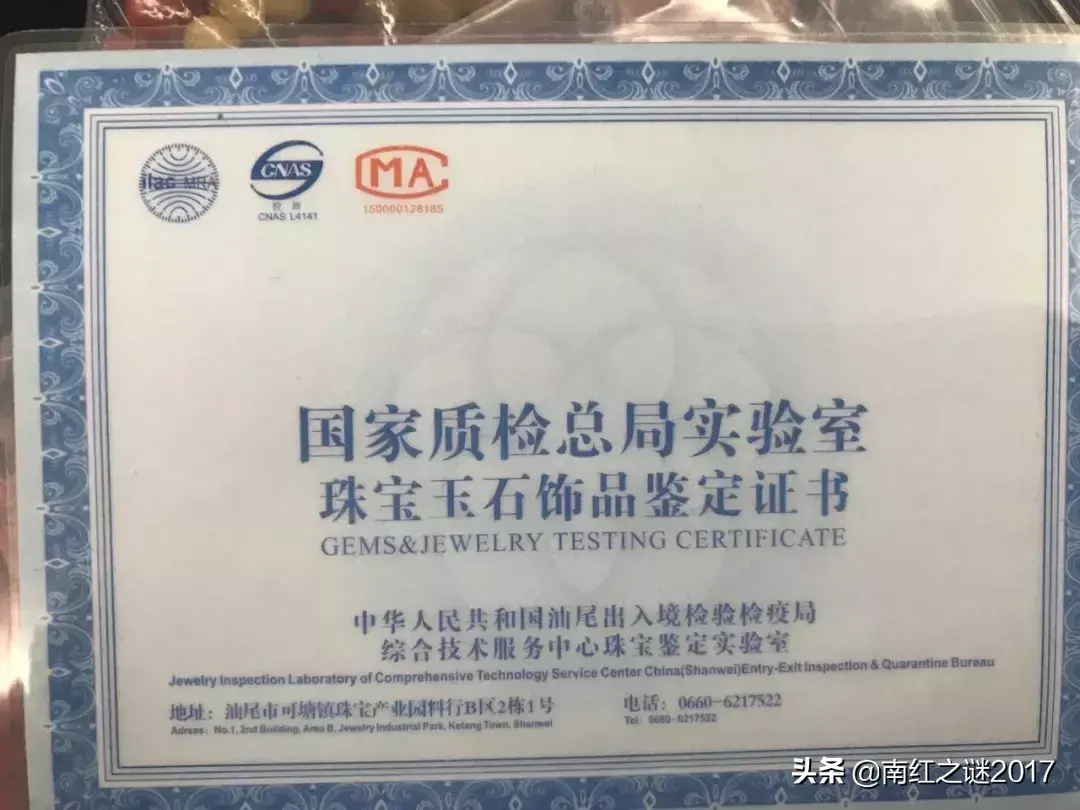 ilac-MRA
CNAS
检 测
CNAS L4141
MA
150000128185
国家质检总局实验室
珠宝玉石饰品鉴定证书
GEMS&JEWELRY TESTING CERTIFICATE
中华人民共和国汕尾出入境检验检疫局
综合技术服务中心珠宝鉴定实验室
Jewelry Inspection Laboratory of Comprehensive Technology Service Center China(Shanwei)Entry-Exit Inspection & Quarantine Bureau
地址：汕尾市可塘镇珠宝产业园料行B区2栋1号
电话：0660-6217522
Adress: No.1, 2nd Building, Area B, Jewelry Industrial Park, Ketang Town, Shanwei
Tel: 0660-6217522
头条 @南红之谜2017